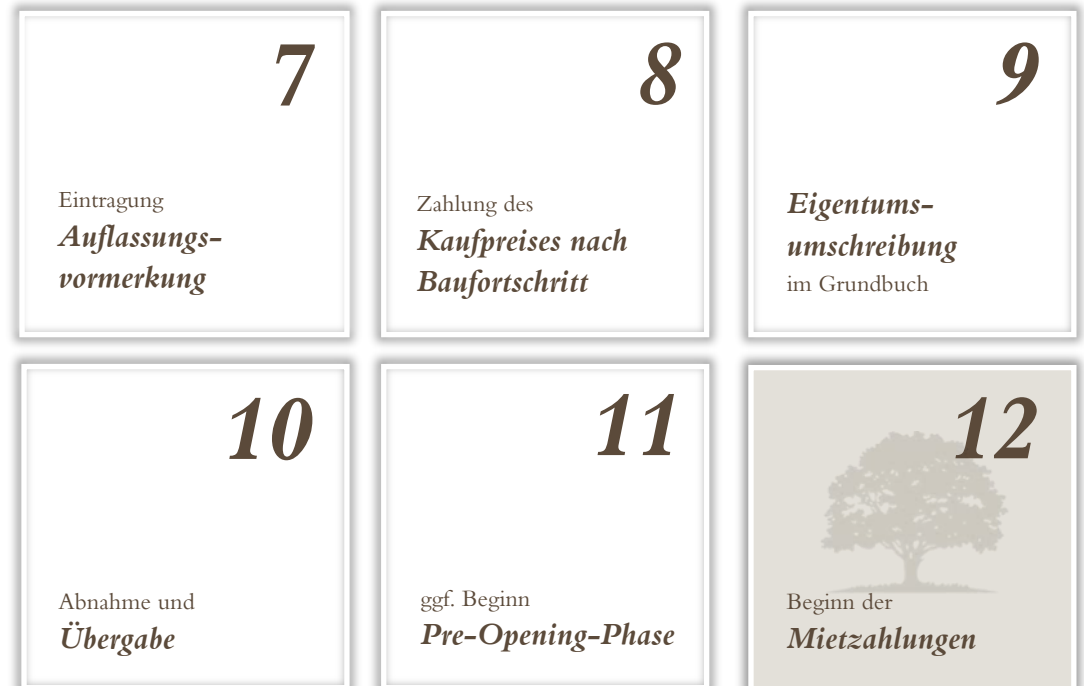 7
Eintragung
Auflassungs-
vormerkung
8
Zahlung des
Kaufpreises nach
Baufortschritt
9
Eigentums-
umschreibung
im Grundbuch
10
Abnahme und
Übergabe
11
ggf. Beginn
Pre-Opening-Phase
12
Beginn der
Mietzahlungen